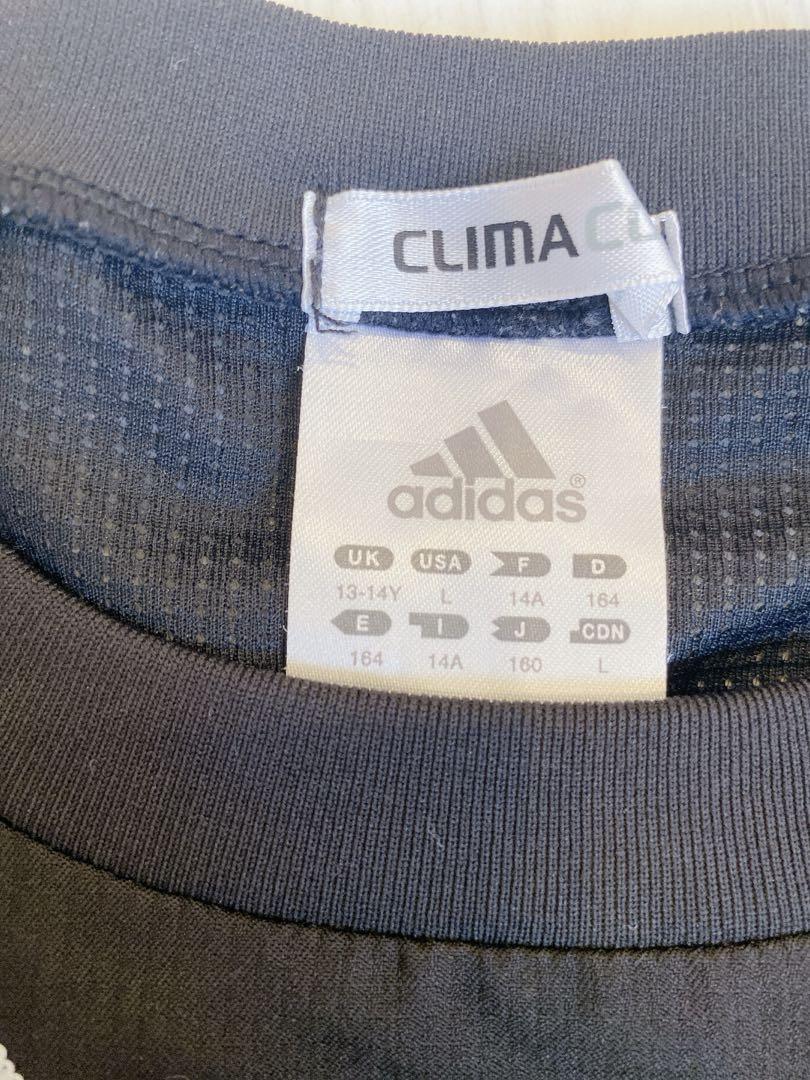 CLIMA
adidas®
UK USA F D
13-14Y L 14A 164
E I J CDN
164 14A 160 L